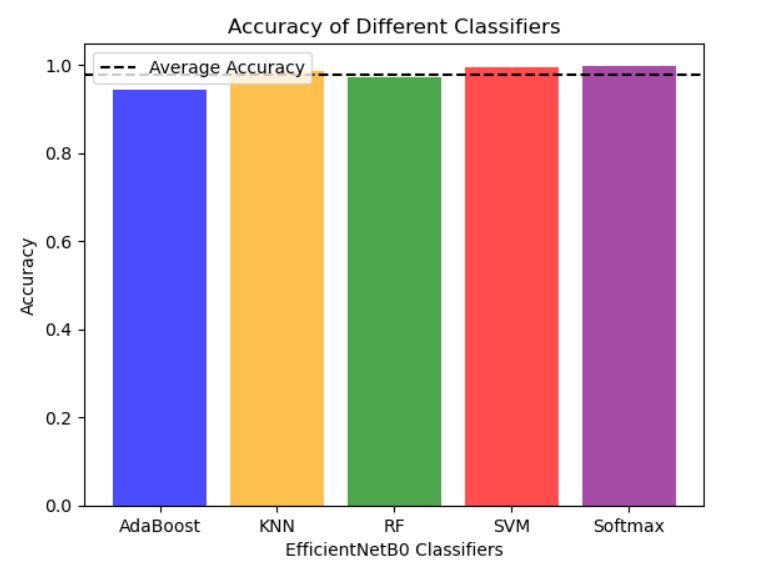 Accuracy of Different Classifiers
Average Accuracy
1.0
0.8
0.6
0.4
0.2
0.0
Accuracy
AdaBoost KNN RF SVM Softmax
EfficientNetB0 Classifiers